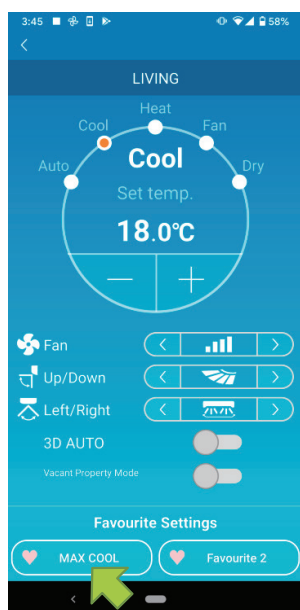 3:45 58%
LIVING
Heat
Cool Fan
Auto Cool Dry
Set temp.
18.0°C
Fan
Up/Down
Left/Right
3D AUTO
Vacant Property Mode
Favourite Settings
MAX COOL Favourite 2